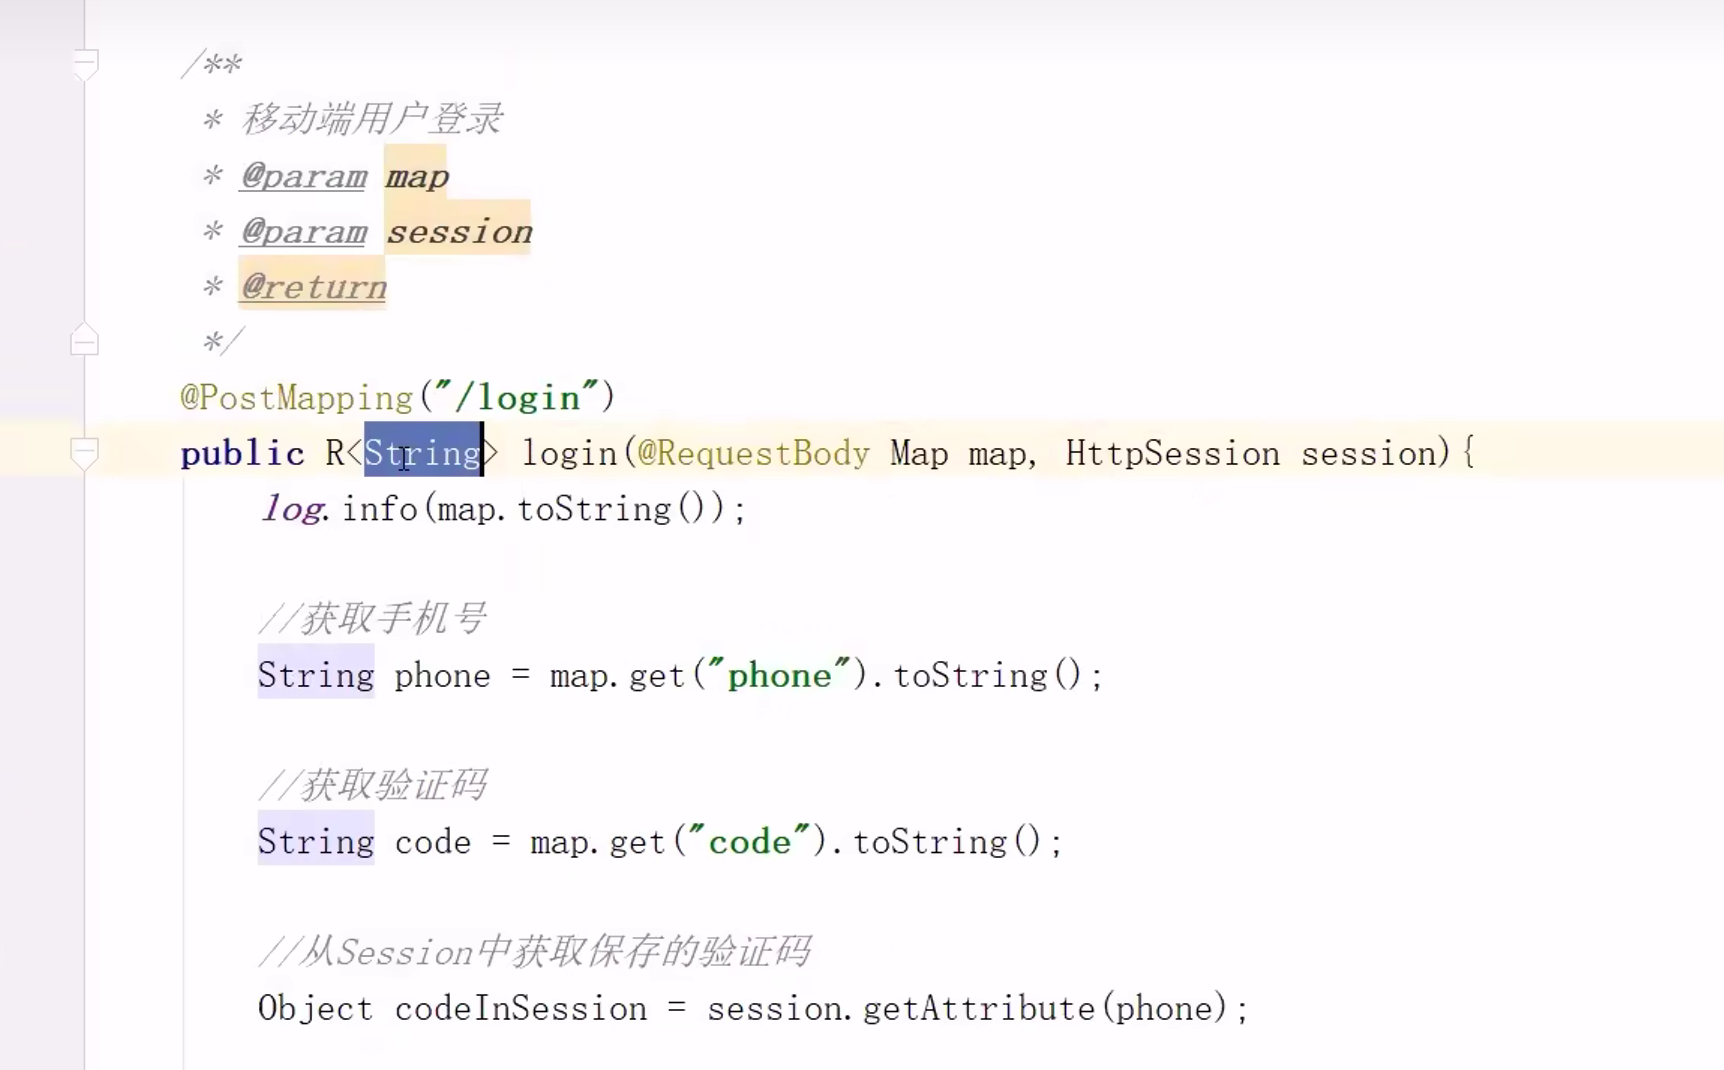 /**
* 移动端用户登录
* @param map
* @param session
* @return
*/
@PostMapping("/login")
public R<String> login(@RequestBody Map map, HttpSession session){
log.info(map.toString());
//获取手机号
String phone = map.get("phone").toString();
//获取验证码
String code = map.get("code").toString();
//从Session中获取保存的验证码
Object codeInSession = session.getAttribute(phone);